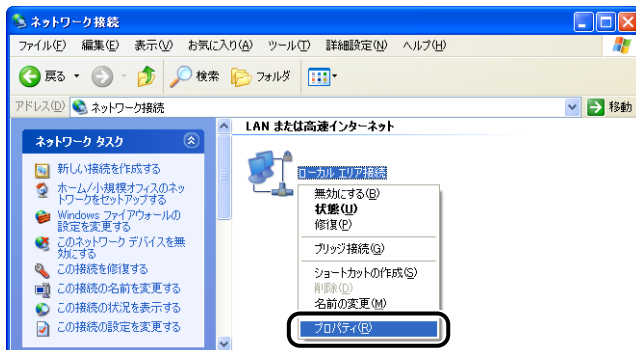 ネットワーク接続
ファイル(F) 編集(E) 表示(V) お気に入り(A) ツール(T) 詳細設定(N) ヘルプ(H)
戻る 検索 フォルダ
アドレス(D) ネットワーク接続 移動
ネットワーク タスク
新しい接続を作成する
ホーム/小規模オフィスのネットワークをセットアップする
Windows ファイアウォールの設定を変更する
このネットワーク デバイスを無効にする
この接続を修復する
この接続の名前を変更する
この接続の状況を表示する
この接続の設定を変更する
LAN または高速インターネット
ローカル エリア接続
無効にする(B)
状態(U)
修復(P)
ブリッジ接続(G)
ショートカットの作成(S)
削除(D)
名前の変更(M)
プロパティ(R)